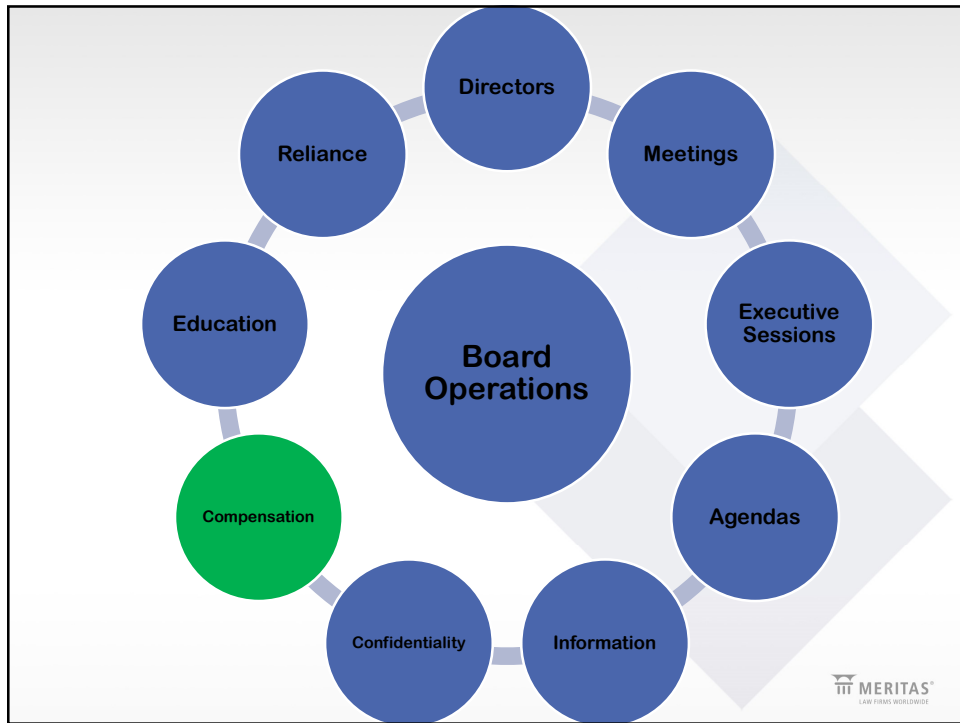 Directors
Reliance
Meetings
Education
Executive
Sessions
Board
Operations
Compensation
Agendas
Confidentiality
Information
MERITAS®
LAW FIRMS WORLDWIDE